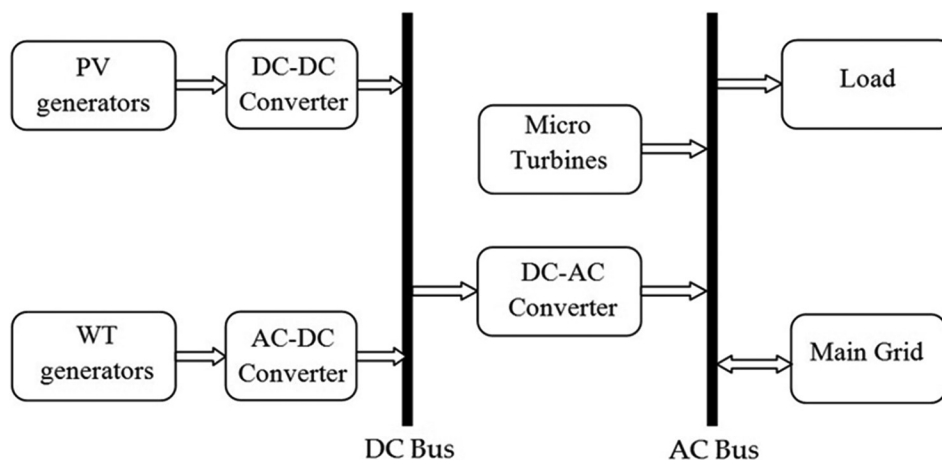 PV
generators
DC-DC
Converter
Micro
Turbines
Load
WT
generators
AC-DC
Converter
DC-AC
Converter
Main Grid
DC Bus
AC Bus